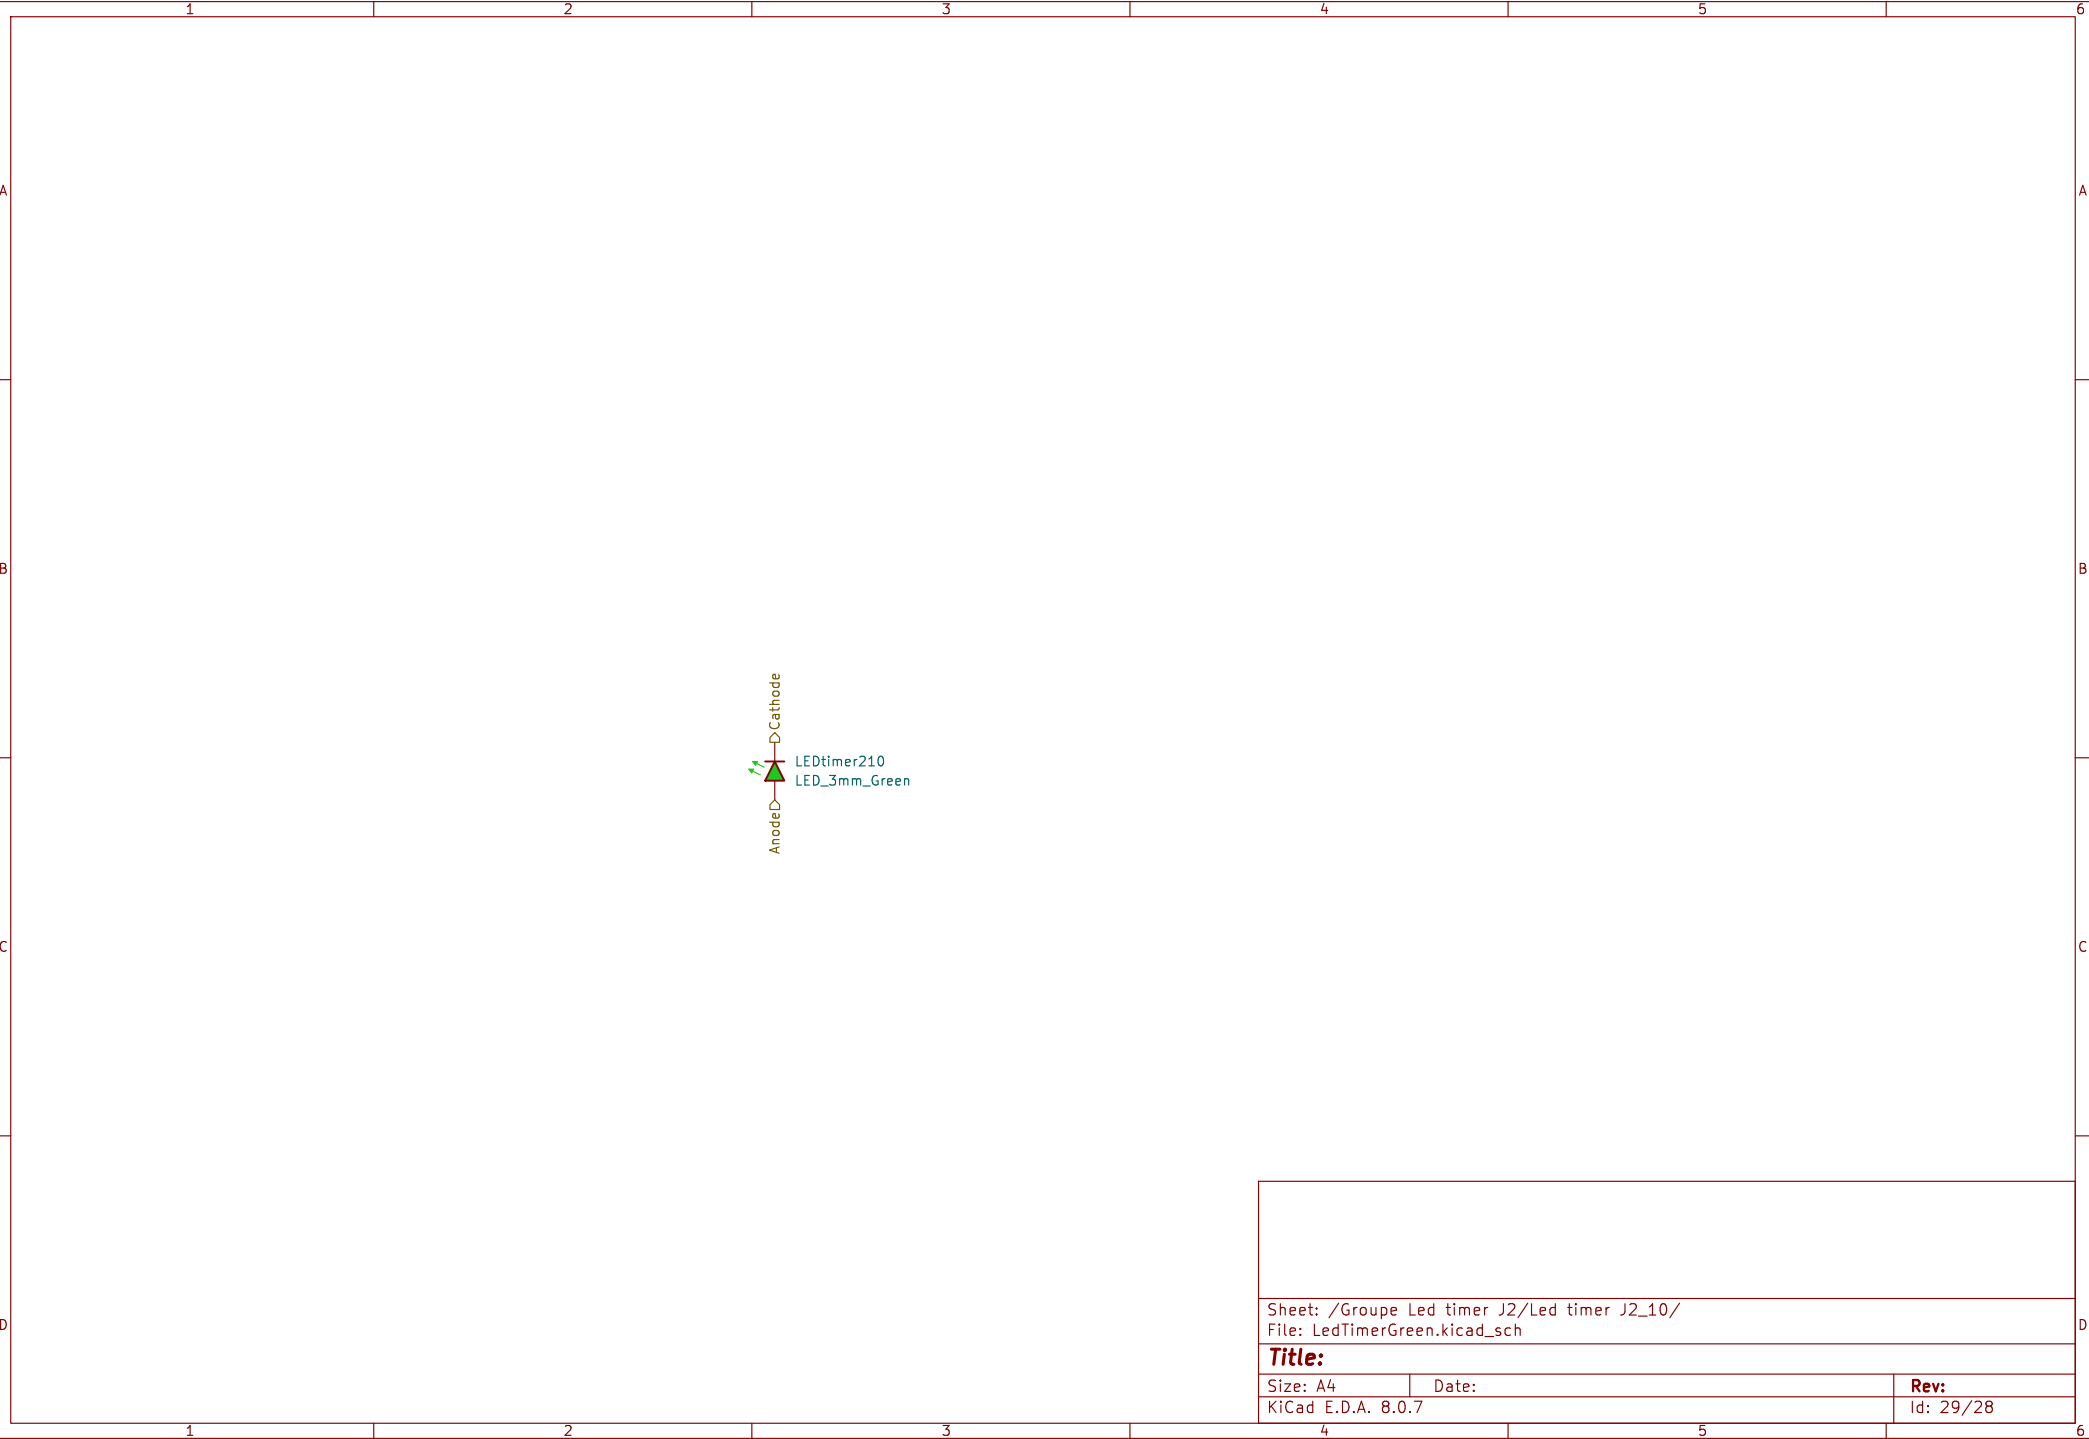 1 2 3 4 5 6
A A
B B
Cathode
LEDtimer210
LED_3mm_Green
Anode
C C
Sheet: /Groupe Led timer J2/Led timer J2_10/
File: LedTimerGreen.kicad_sch
D D
Title:
Size: A4 Date: Rev:
KiCad E.D.A. 8.0.7 Id: 29/28
1 2 3 4 5 6